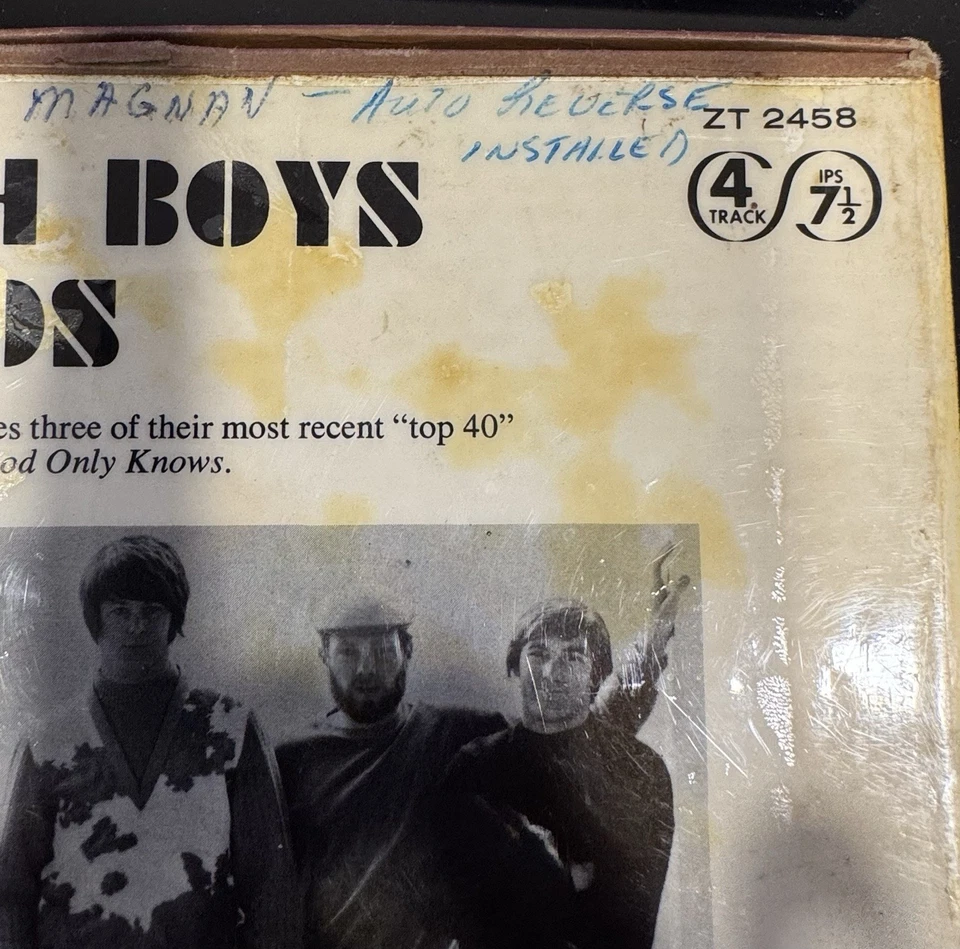 MAGNAN - AUTO REVERSE
INSTALLED
ZT 2458
4 TRACK
IPS 7½
H BOYS
DS
es three of their most recent “top 40”
od Only Knows.